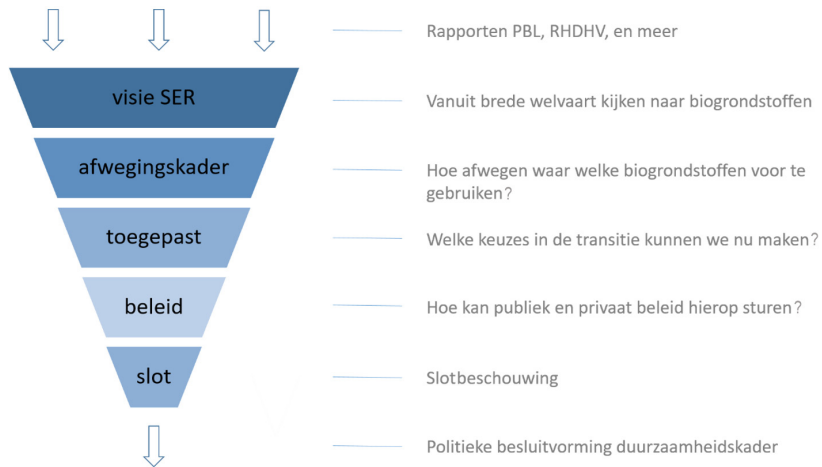 Rapporten PBL, RHDHV, en meer
visie SER
Vanuit brede welvaart kijken naar biogrondstoffen
afwegingskader
Hoe afwegen waar welke biogrondstoffen voor te
gebruiken?
toegepast
Welke keuzes in de transitie kunnen we nu maken?
beleid
Hoe kan publiek en privaat beleid hierop sturen?
slot
Slotbeschouwing
Politieke besluitvorming duurzaamheidskader